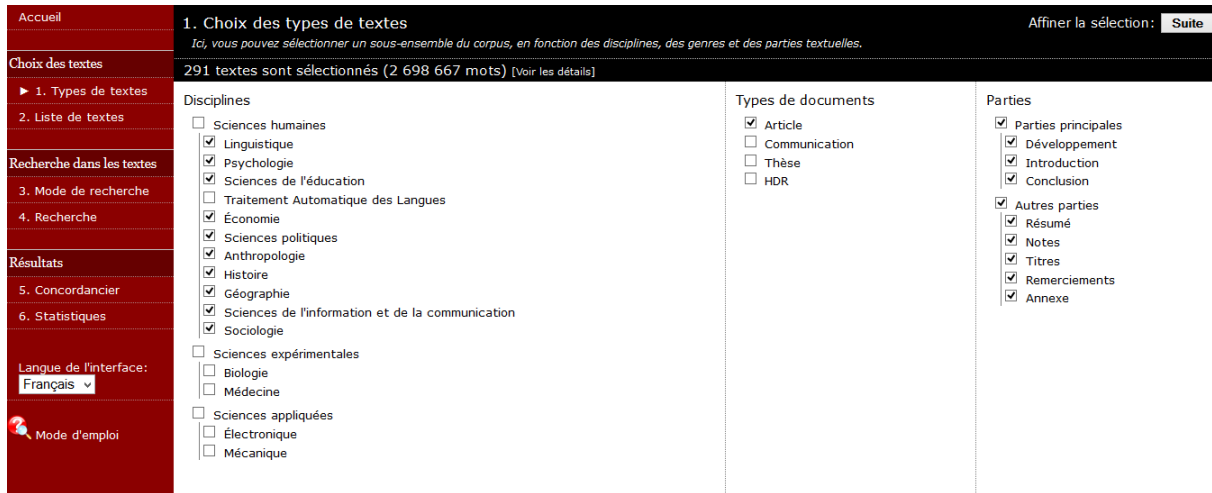 Accueil
Choix des textes
► 1. Types de textes
2. Liste de textes
Recherche dans les textes
3. Mode de recherche
4. Recherche
Résultats
5. Concordancier
6. Statistiques
Langue de l'interface:
Français
Mode d'emploi
1. Choix des types de textes
Affiner la sélection: Suite
Ici, vous pouvez sélectionner un sous-ensemble du corpus, en fonction des disciplines, des genres et des parties textuelles.
291 textes sont sélectionnés (2 698 667 mots) [Voir les détails]
Disciplines
Sciences humaines
Linguistique
Psychologie
Sciences de l'éducation
Traitement Automatique des Langues
Économie
Sciences politiques
Anthropologie
Histoire
Géographie
Sciences de l'information et de la communication
Sociologie
Sciences expérimentales
Biologie
Médecine
Sciences appliquées
Électronique
Mécanique
Types de documents
Article
Communication
Thèse
HDR
Parties
Parties principales
Développement
Introduction
Conclusion
Autres parties
Résumé
Notes
Titres
Remerciements
Annexe